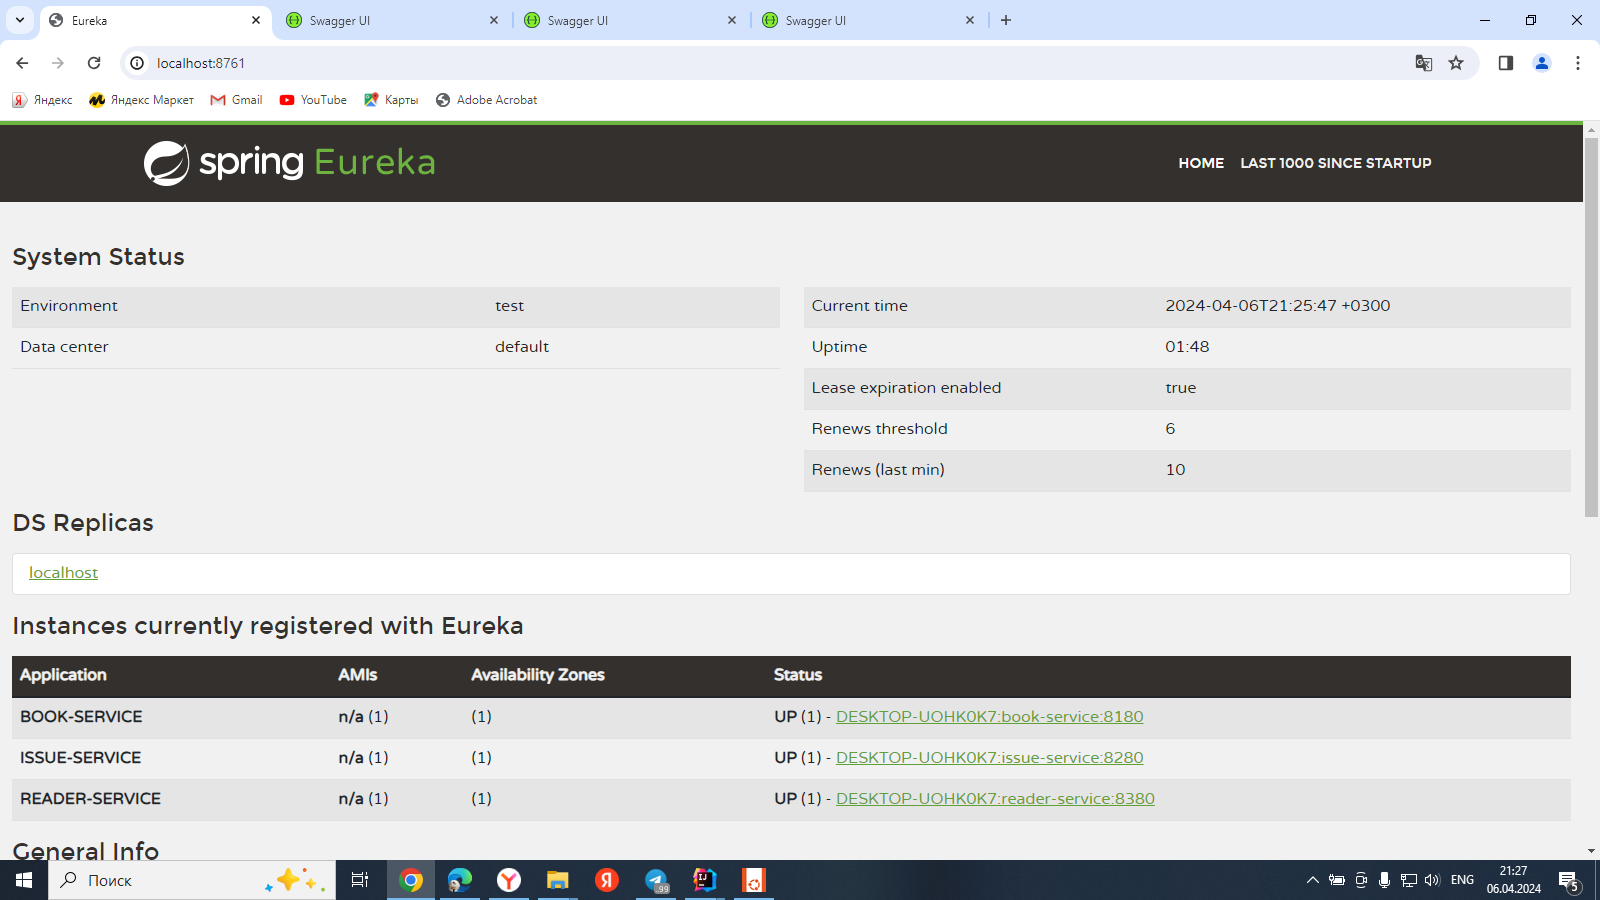 Eureka
Swagger UI
Swagger UI
Swagger UI
localhost:8761
Яндекс
Яндекс Маркет
Gmail
YouTube
Карты
Adobe Acrobat
spring Eureka
HOME
LAST 1000 SINCE STARTUP
System Status
Environment test
Data center default
Current time 2024-04-06T21:25:47 +0300
Uptime 01:48
Lease expiration enabled true
Renews threshold 6
Renews (last min) 10
DS Replicas
localhost
Instances currently registered with Eureka
Application AMIs Availability Zones Status
BOOK-SERVICE n/a (1) (1) UP (1) - DESKTOP-UOHK0K7:book-service:8180
ISSUE-SERVICE n/a (1) (1) UP (1) - DESKTOP-UOHK0K7:issue-service:8280
READER-SERVICE n/a (1) (1) UP (1) - DESKTOP-UOHK0K7:reader-service:8380
General Info
Поиск
Я
99
IJ
ENG
21:27
06.04.2024
5